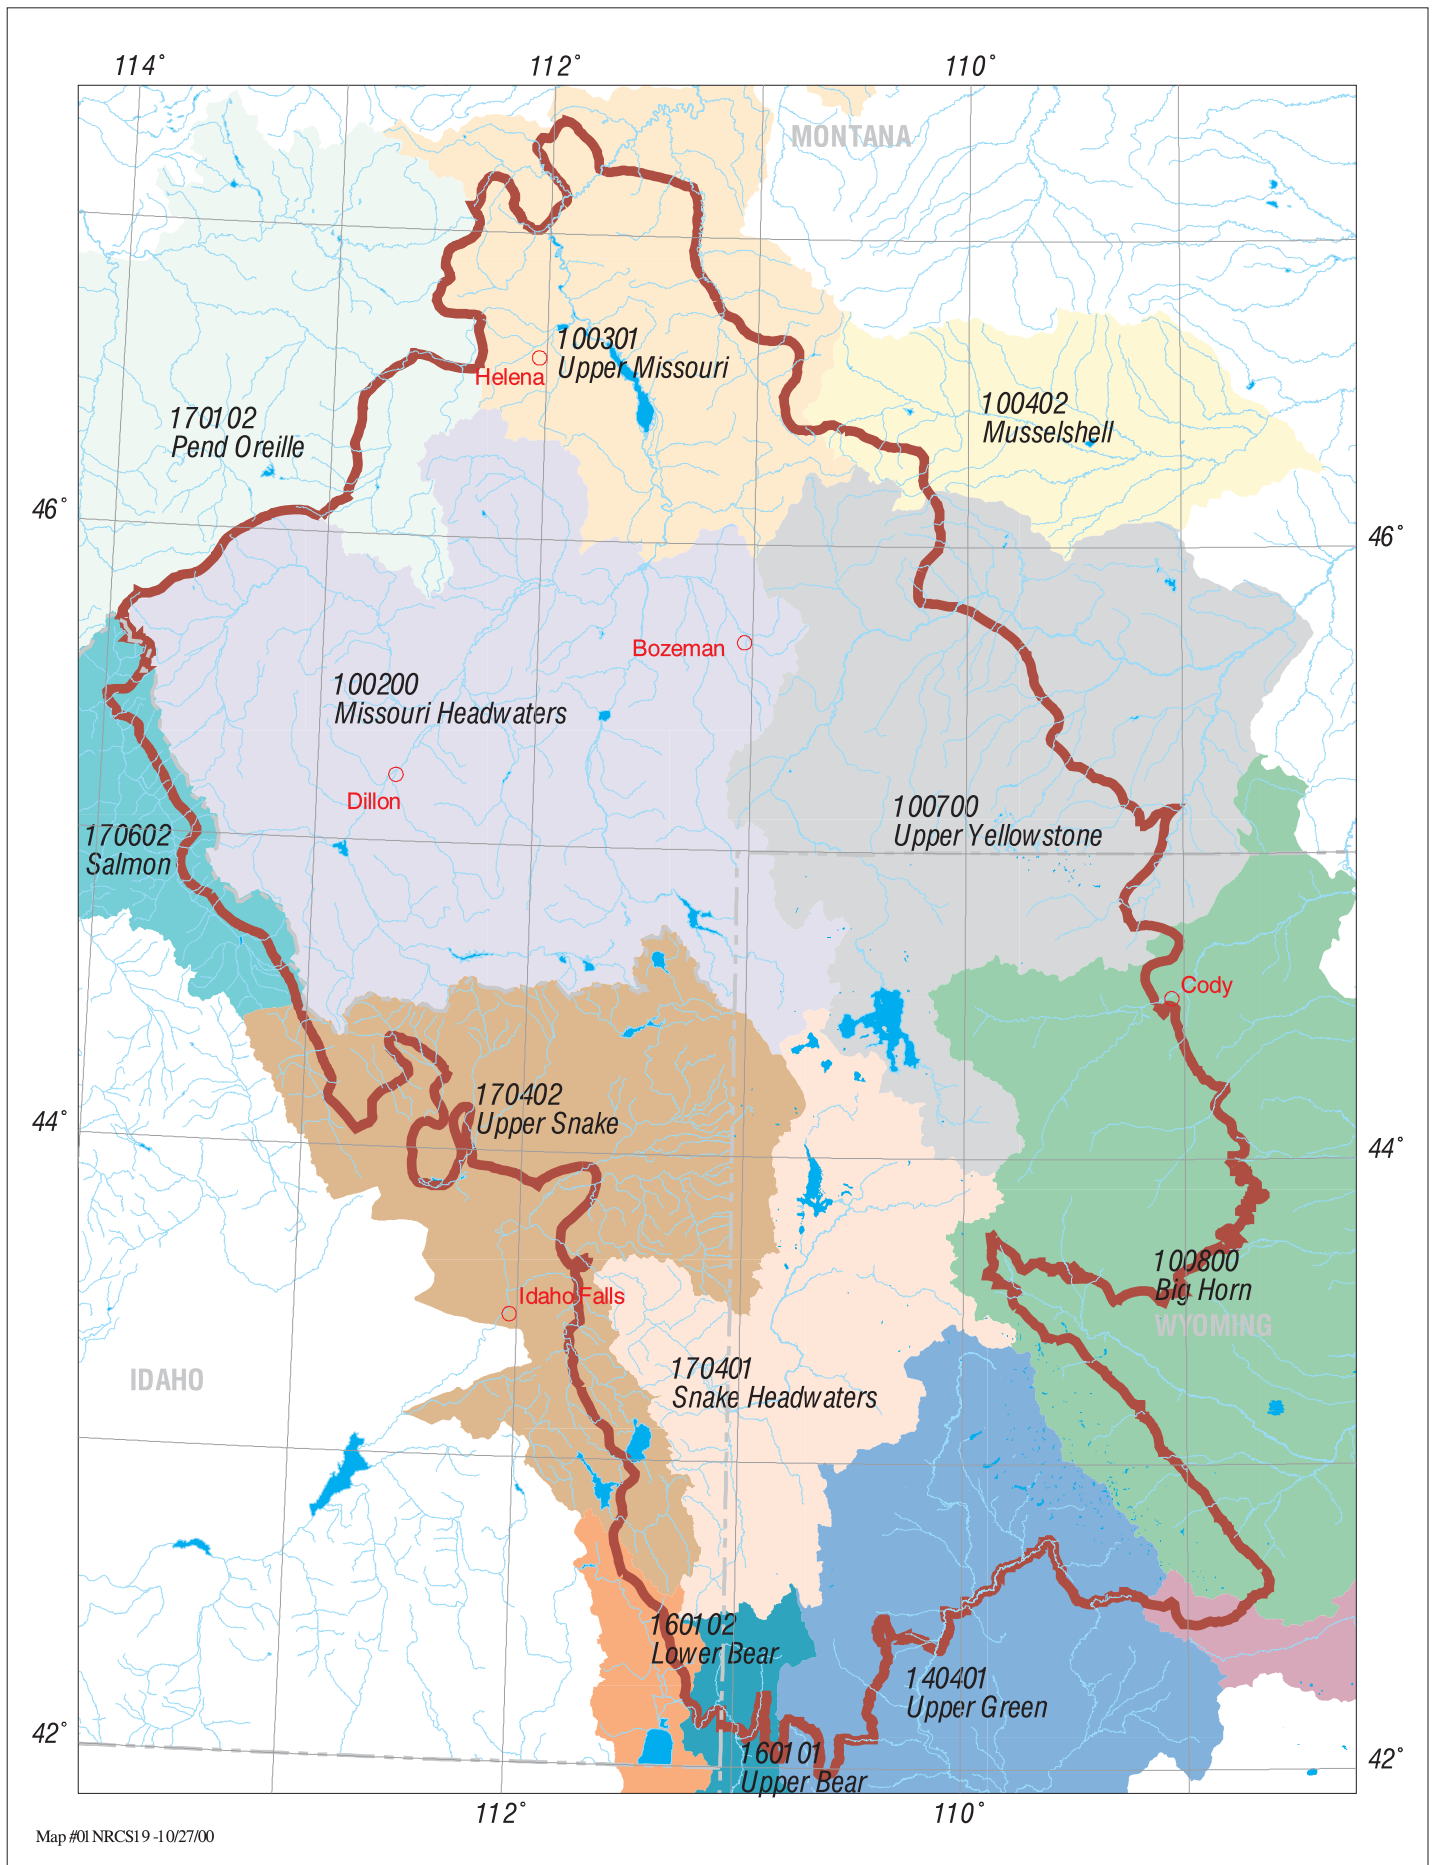 114°
112°
110°
MONTANA
100301
Upper Missouri
Helena
170102
Pend Oreille
100402
Musselshell
46°
46°
Bozeman
100200
Missouri Headwaters
Dillon
100700
Upper Yellowstone
170602
Salmon
Cody
170402
Upper Snake
44°
44°
100800
Big Horn
WYOMING
Idaho Falls
IDAHO
170401
Snake Headwaters
160102
Lower Bear
140401
Upper Green
42°
42°
160101
Upper Bear
112°
110°
Map #01NRCS19 -10/27/00